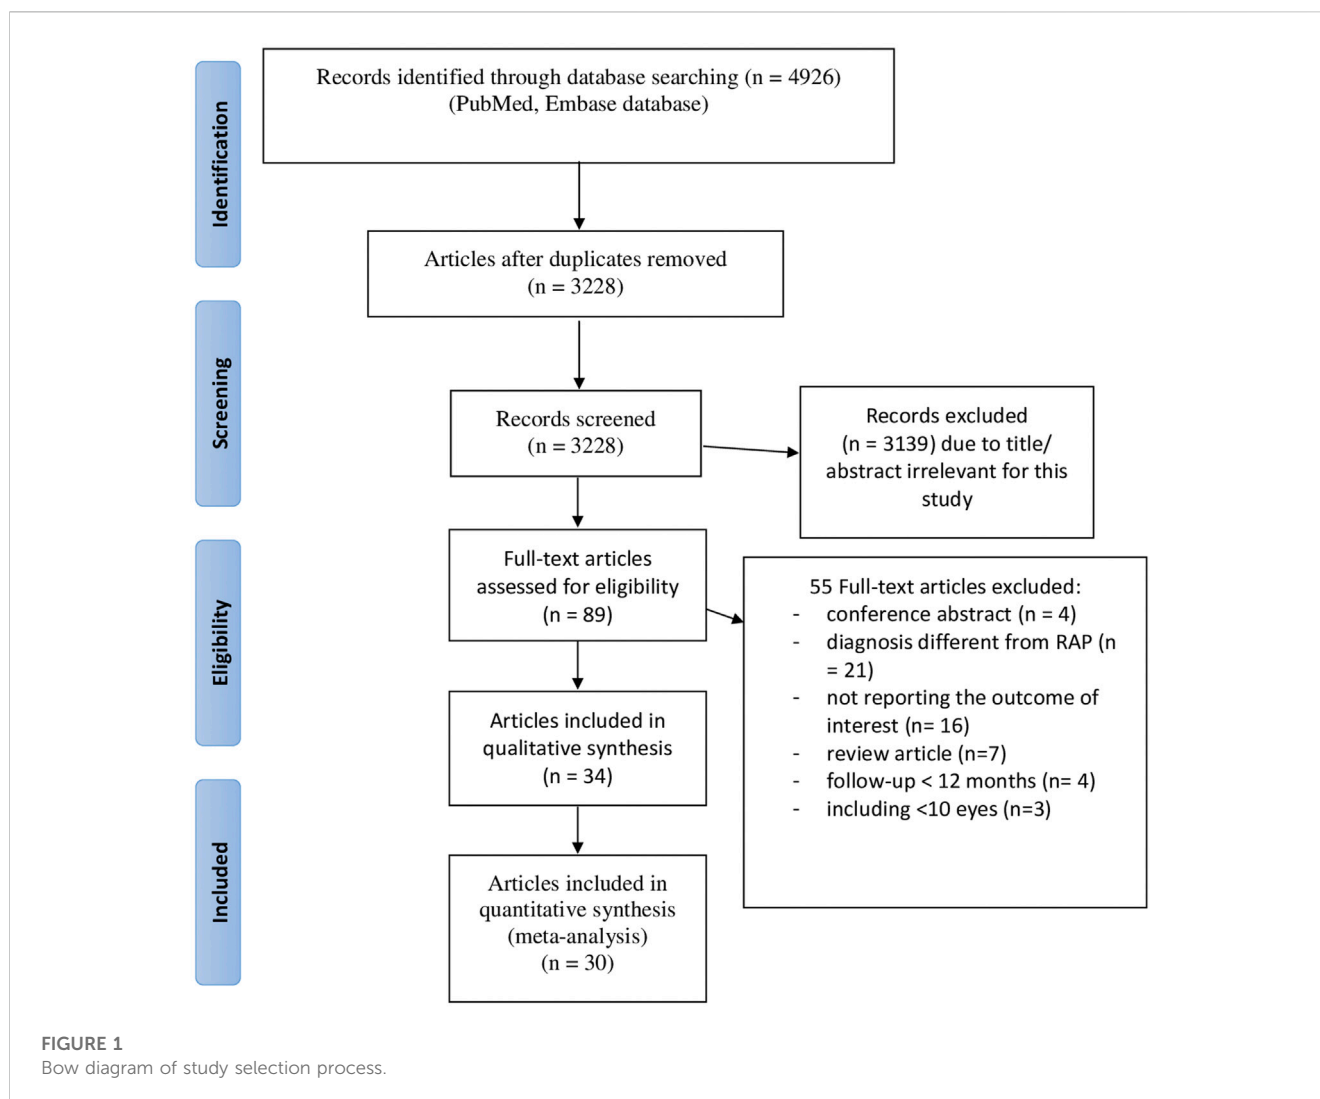 Identification
Records identified through database searching (n = 4926)
(PubMed, Embase database)
Articles after duplicates removed
(n = 3228)
Screening
Records screened
(n = 3228)
Records excluded
(n = 3139) due to title/
abstract irrelevant for this
study
Eligibility
Full-text articles
assessed for eligibility
(n = 89)
55 Full-text articles excluded:
- conference abstract (n = 4)
- diagnosis different from RAP (n
= 21)
- not reporting the outcome of
interest (n= 16)
- review article (n=7)
- follow-up < 12 months (n= 4)
- including <10 eyes (n=3)
Articles included in
qualitative synthesis
(n = 34)
Included
Articles included in
quantitative synthesis
(meta-analysis)
(n = 30)
FIGURE 1
Bow diagram of study selection process.